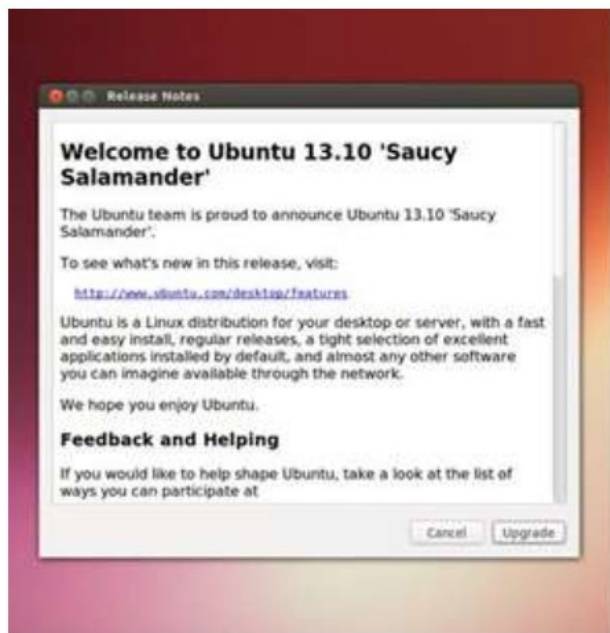 Release Notes
Welcome to Ubuntu 13.10 'Saucy
Salamander'
The Ubuntu team is proud to announce Ubuntu 13.10 'Saucy
Salamander'.
To see what's new in this release, visit:
http://www.ubuntu.com/desktop/features
Ubuntu is a Linux distribution for your desktop or server, with a fast
and easy install, regular releases, a tight selection of excellent
applications installed by default, and almost any other software
you can imagine available through the network.
We hope you enjoy Ubuntu.
Feedback and Helping
If you would like to help shape Ubuntu, take a look at the list of
ways you can participate at
Cancel Upgrade